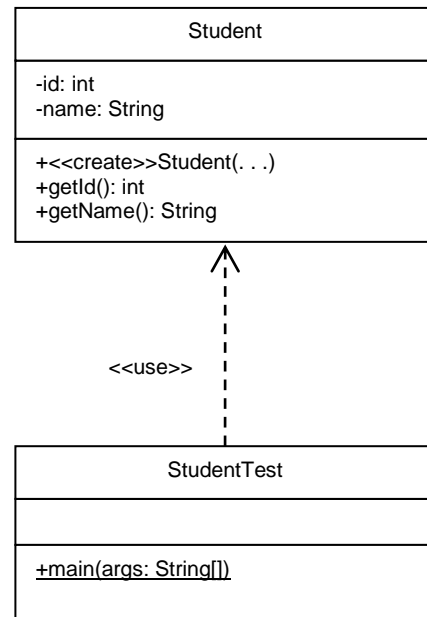 Student
-id: int
-name: String
+<<create>>Student(. . .)
+getId(): int
+getName(): String
<<use>>
StudentTest
+main(args: String[])